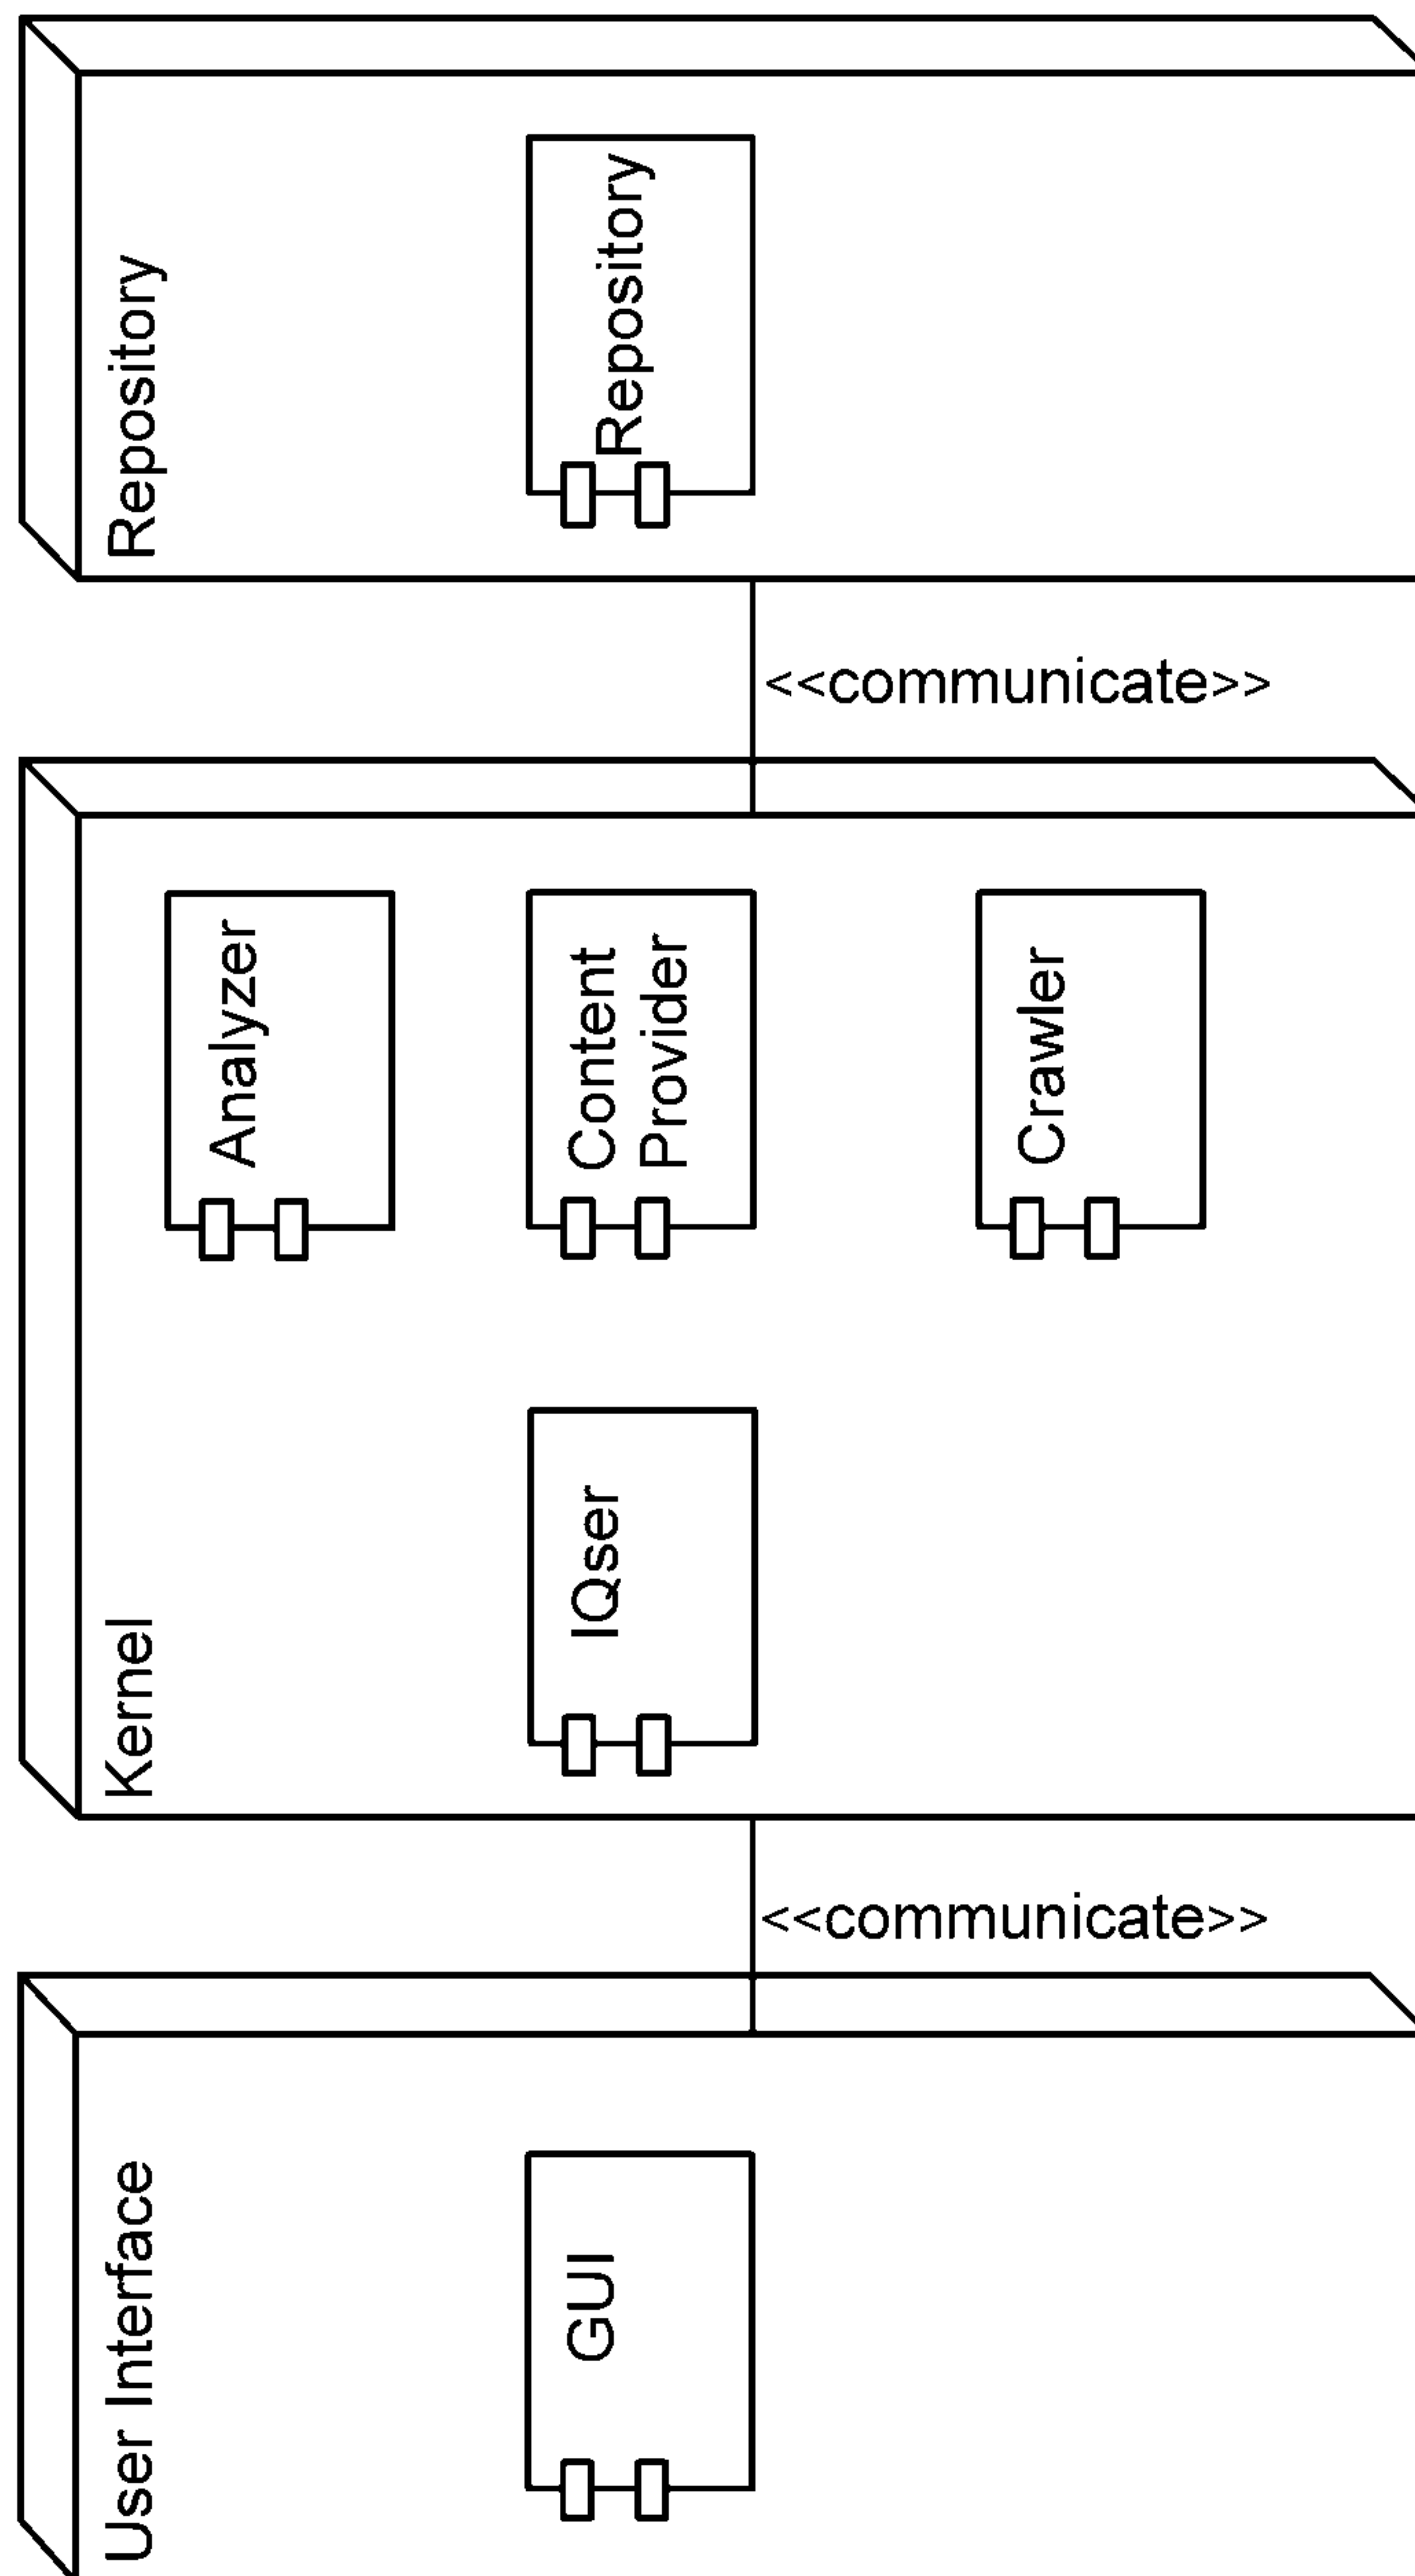 Repository
Repository
<<communicate>>
Kernel
Analyzer
Content
Provider
Crawler
IQser
<<communicate>>
User Interface
GUI